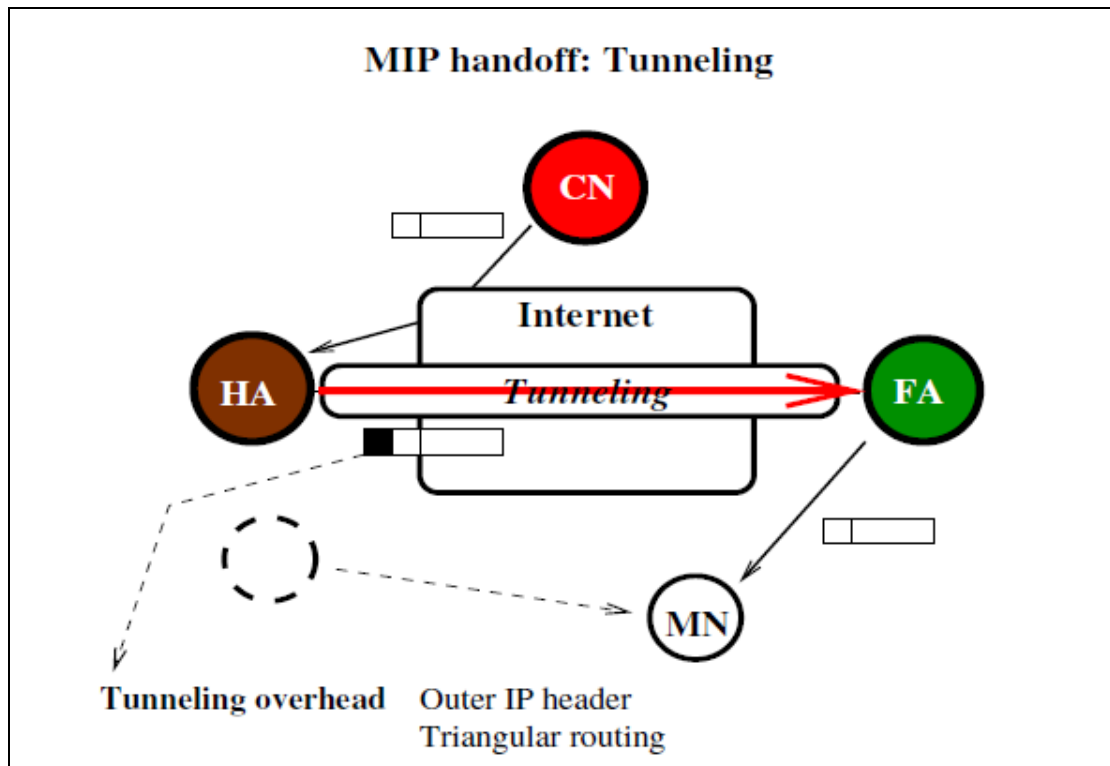 MIP handoff: Tunneling
CN
Internet
HA
Tunneling
FA
MN
Tunneling overhead Outer IP header
Triangular routing